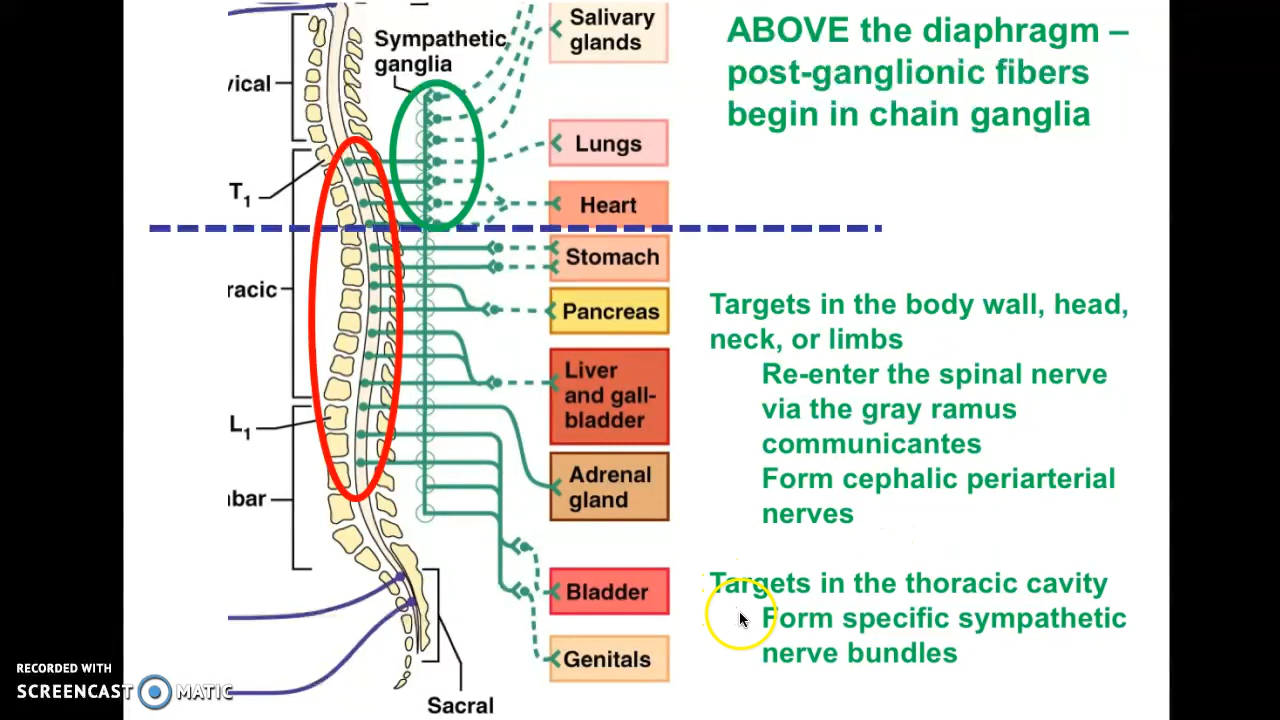 Salivary
glands
Sympathetic
ganglia
vical
Lungs
T1
Heart
Stomach
racic
Pancreas
Liver
and gall-
bladder
L1
Adrenal
gland
bar
Bladder
Genitals
Sacral
ABOVE the diaphragm –
post-ganglionic fibers
begin in chain ganglia
Targets in the body wall, head,
neck, or limbs
Re-enter the spinal nerve
via the gray ramus
communicantes
Form cephalic periarterial
nerves
Targets in the thoracic cavity
Form specific sympathetic
nerve bundles
RECORDED WITH
SCREENCAST MATIC